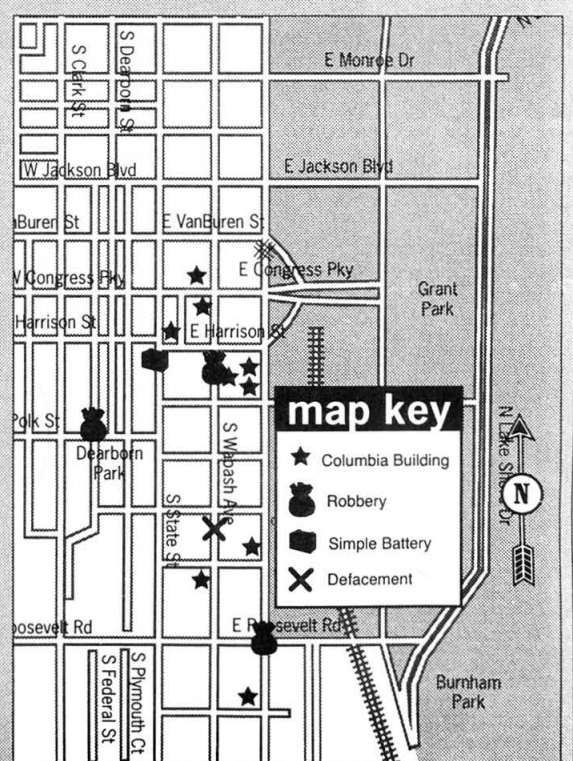 N
E Monroe Dr
S Clark St
S Dearborn St
W Jackson Blvd
E Jackson Blvd
nBuren St
E VanBuren St
W Congress Pky
E Congress Pky
Grant
Park
Harrison St
E Harrison St
map key
Columbia Building
Robbery
Simple Battery
Defacement
Polk St
Dearborn
Park
S Wabash Ave
S State St
N Lake Shore Dr
N
oosevelt Rd
E Roosevelt Rd
S Federal St
S Plymouth Ct
Burnham
Park